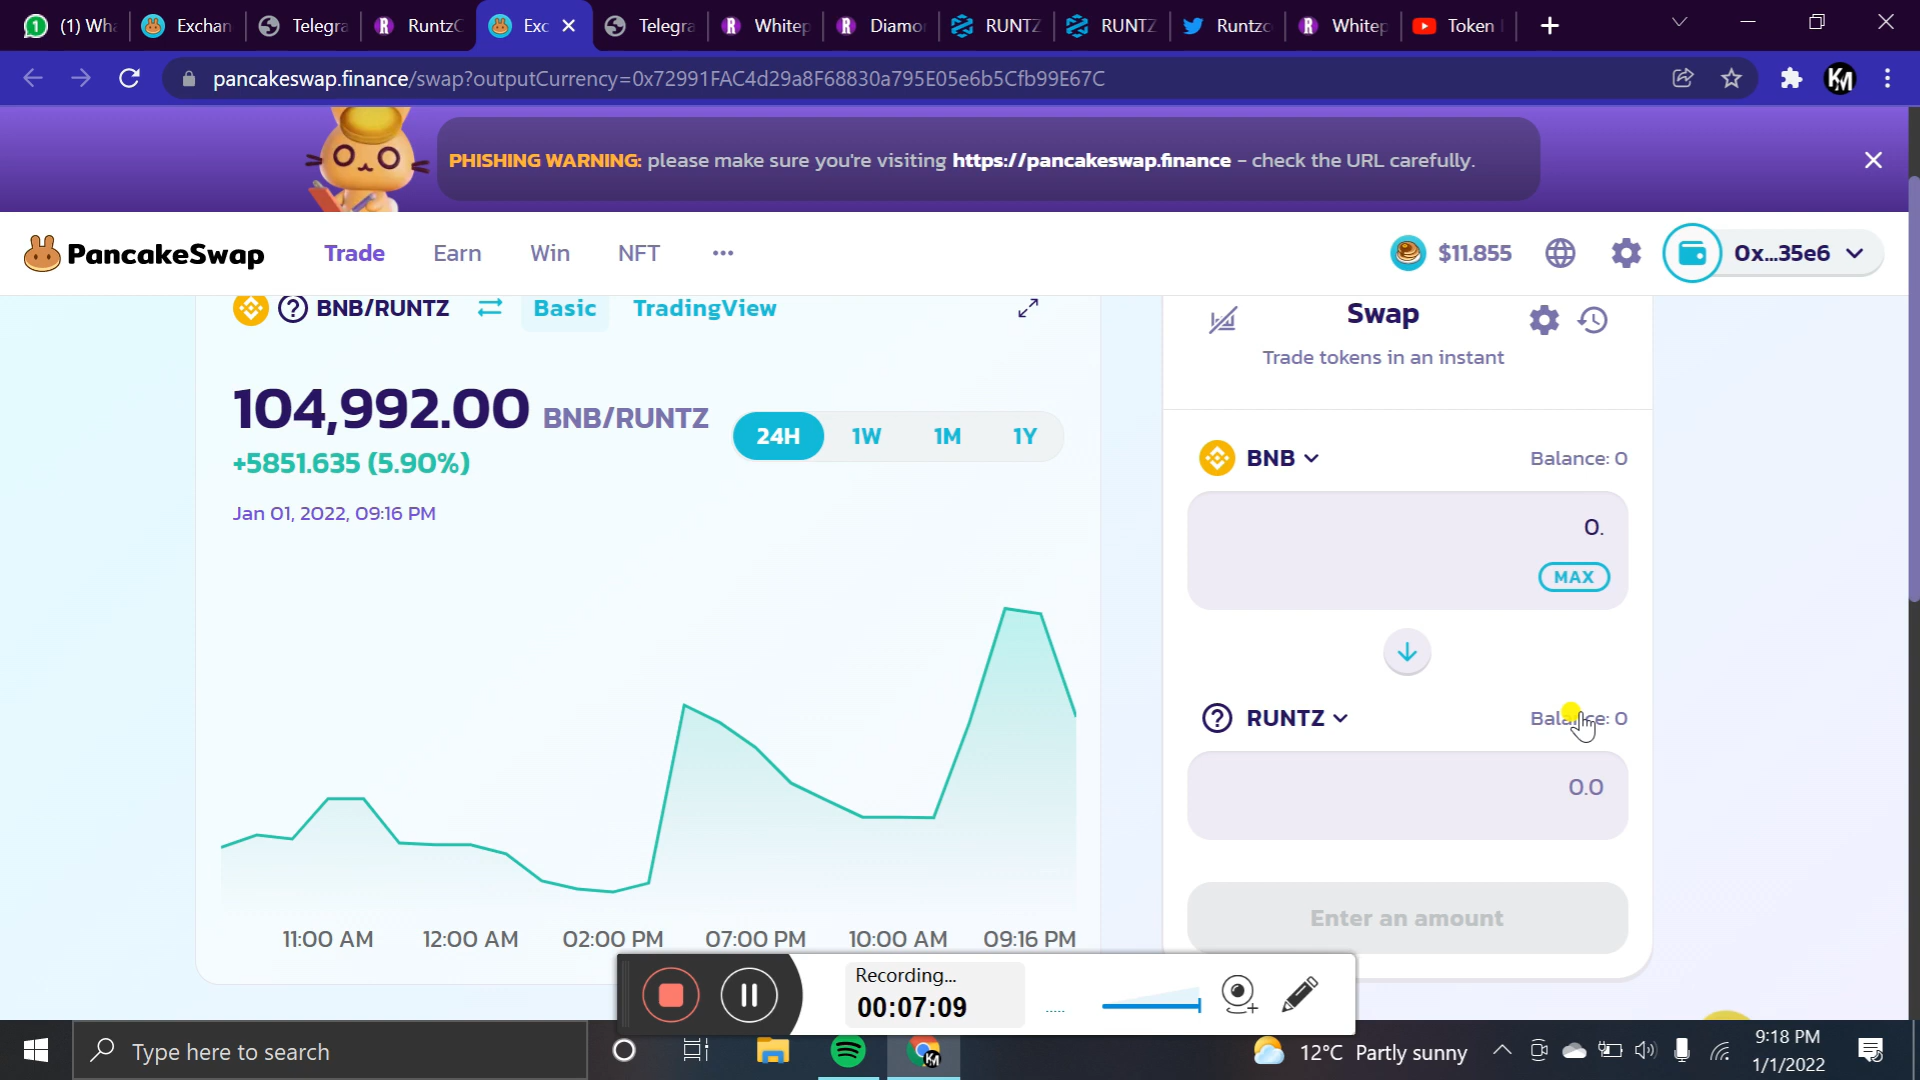 (1) Wha
Exchan
Telegra
RuntzC
Exc
Telegra
Whitep
Diamo
RUNTZ
RUNTZ
Runtzc
Whitep
Token
pancakeswap.finance/swap?outputCurrency=0x72991FAC4d29a8F68830a795E05e6b5Cfb99E67C
KM
PHISHING WARNING: please make sure you're visiting https://pancakeswap.finance - check the URL carefully.
PancakeSwap
Trade
Earn
Win
NFT
$11.855
0x...35e6
BNB/RUNTZ
Basic
TradingView
104,992.00 BNB/RUNTZ
+5851.635 (5.90%)
Jan 01, 2022, 09:16 PM
24H
1W
1M
1Y
11:00 AM
12:00 AM
02:00 PM
07:00 PM
10:00 AM
09:16 PM
Swap
Trade tokens in an instant
BNB
Balance: 0
0.
MAX
RUNTZ
Balance: 0
0.0
Enter an amount
Recording...
00:07:09
Type here to search
12°C Partly sunny
9:18 PM
1/1/2022